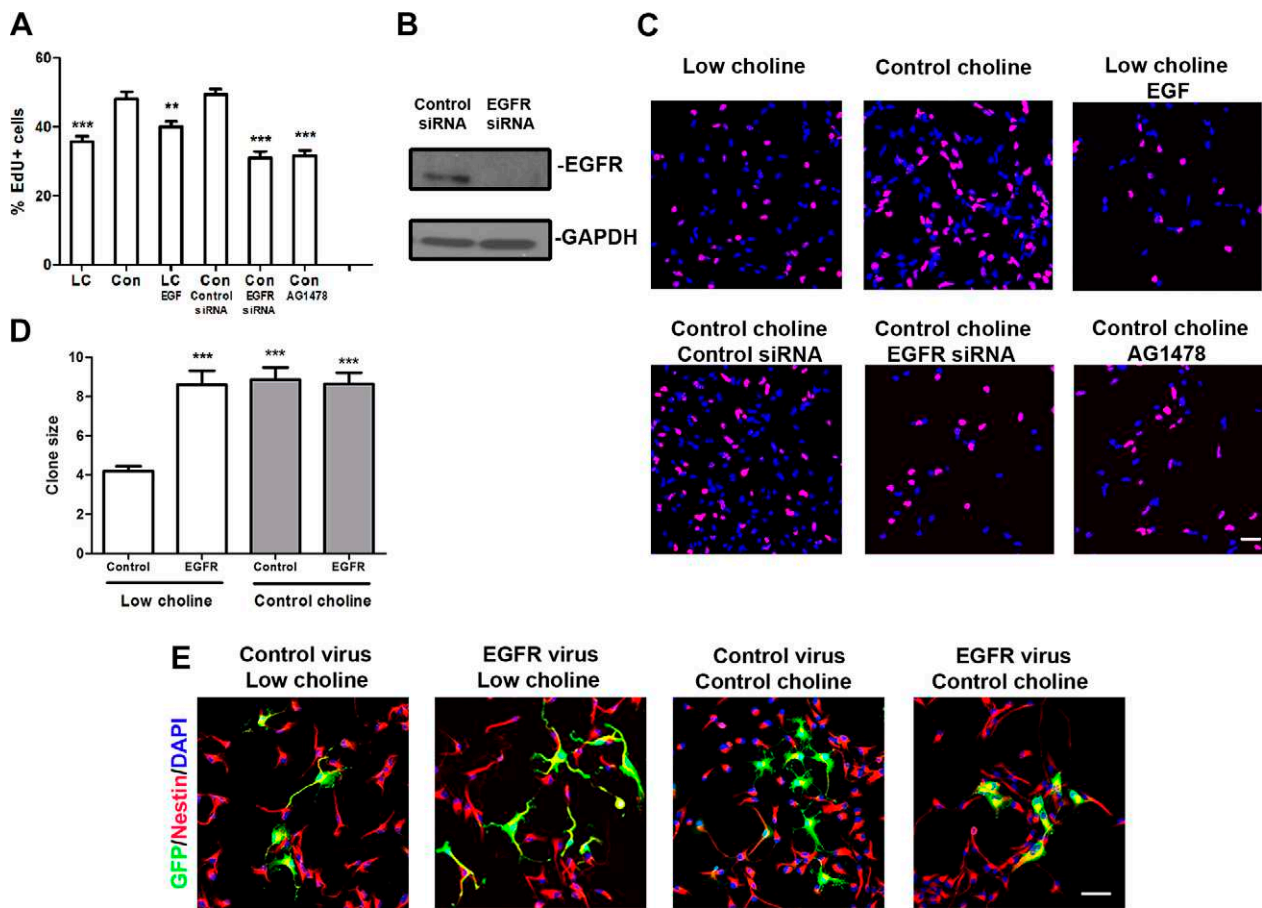 A
60
40
20
0
% EdU+ cells
***
**
***
***
LC
Con
LC
EGF
Con
Control
siRNA
Con
EGFR
siRNA
Con
AG1478
B
Control
siRNA
EGFR
siRNA
-EGFR
-GAPDH
C
Low choline
Control choline
Low choline
EGF
Control choline
Control siRNA
Control choline
EGFR siRNA
Control choline
AG1478
D
10
8
6
4
2
0
Clone size
***
***
***
Control
EGFR
Control
EGFR
Low choline
Control choline
E
Control virus
Low choline
EGFR virus
Low choline
Control virus
Control choline
EGFR virus
Control choline
GFP/Nestin/DAPI